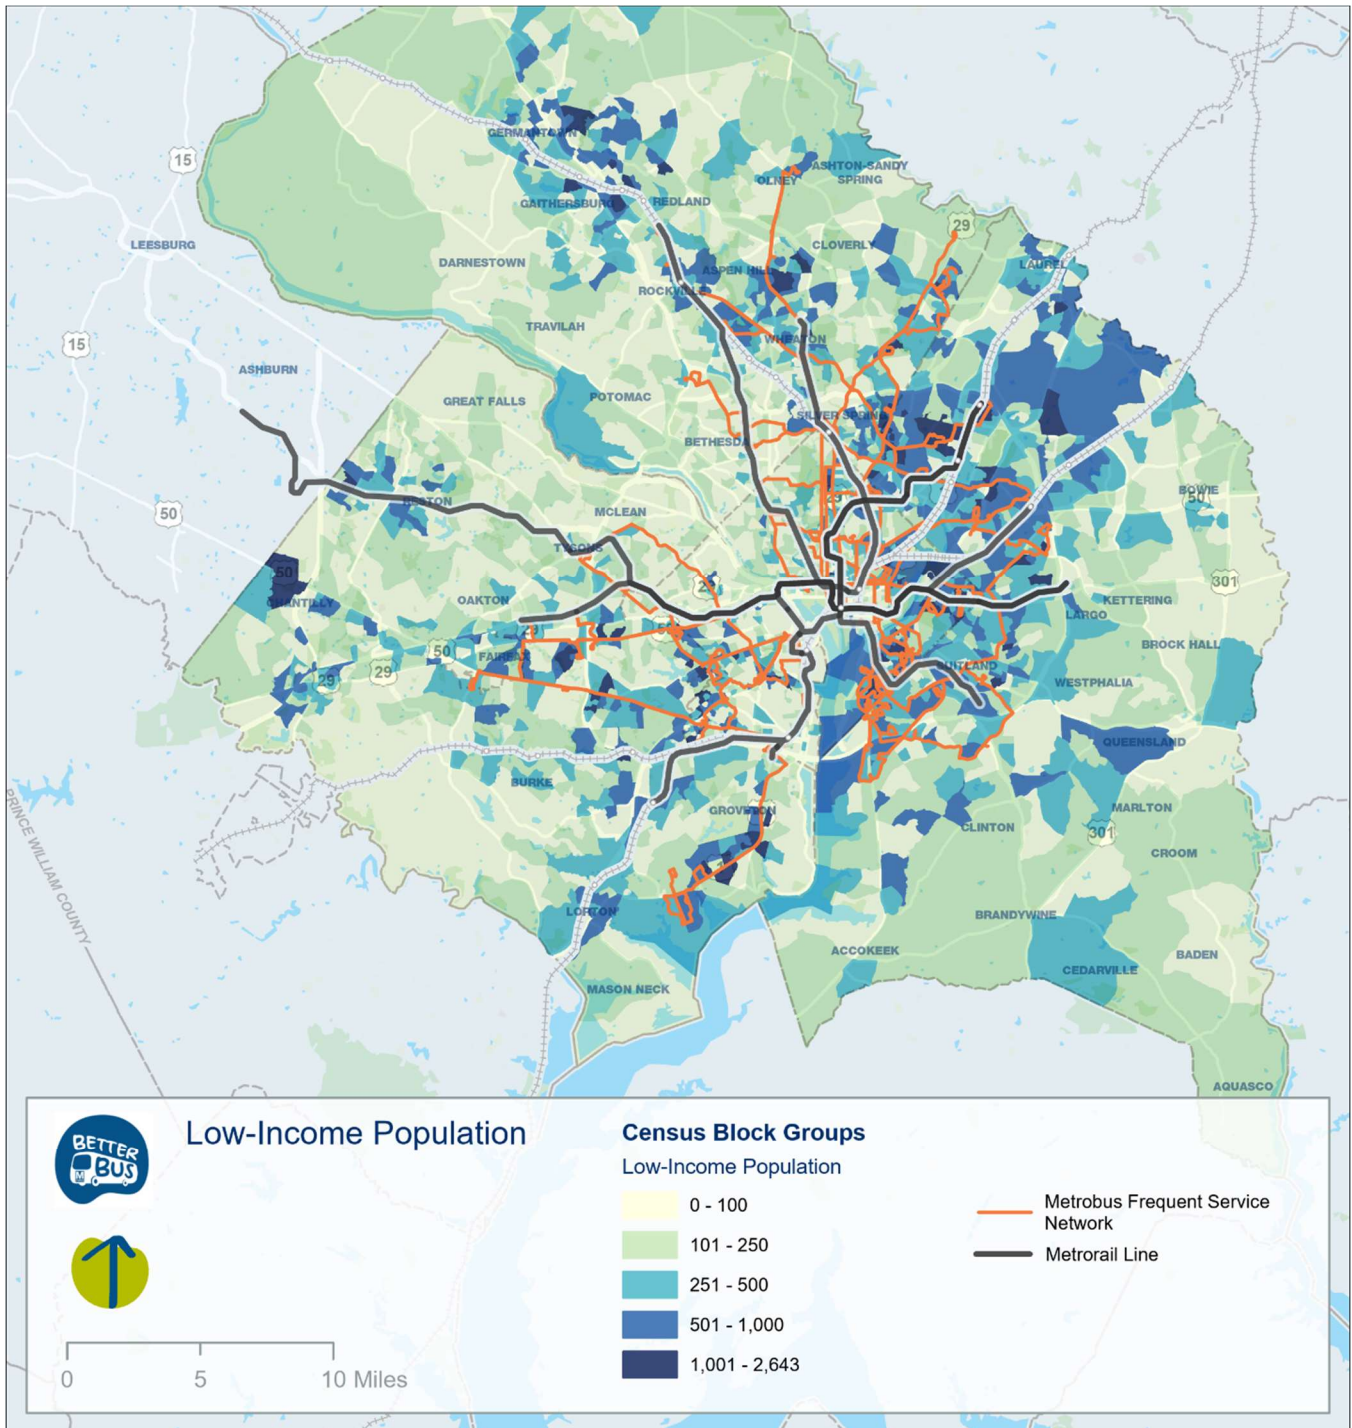 GERMANTOWN
ASHTON-SANDY
SPRING
OLNEY
15
GAITHERSBURG
REDLAND
29
LEESBURG
CLOVERLY
DARNESTOWN
ASPEN HILL
LAUREL
ROCKVILLE
TRAVILAH
15
WHEATON
ASHBURN
GREAT FALLS
POTOMAC
SILVER SPRING
BETHESDA
RESTON
BOWIE
50
29
50
MCLEAN
TYSONS
50
29
301
CHANTILLY
OAKTON
KETTERING
LARGO
29
50
BROCK HALL
50
FAIRFAX
29
29
SUITLAND
WESTPHALIA
QUEENSLAND
BURKE
GROVETON
MARLTON
CLINTON
301
CROOM
PRINCE WILLIAM COUNTY
1
LORTON
BRANDYWINE
ACCOKEEK
BADEN
CEDARVILLE
MASON NECK
AQUASCO
BETTER
BUS
M
Low-Income Population
Census Block Groups
Low-Income Population
0 - 100
101 - 250
251 - 500
501 - 1,000
1,001 - 2,643
Metrobus Frequent Service
Network
Metrorail Line
0 5 10 Miles